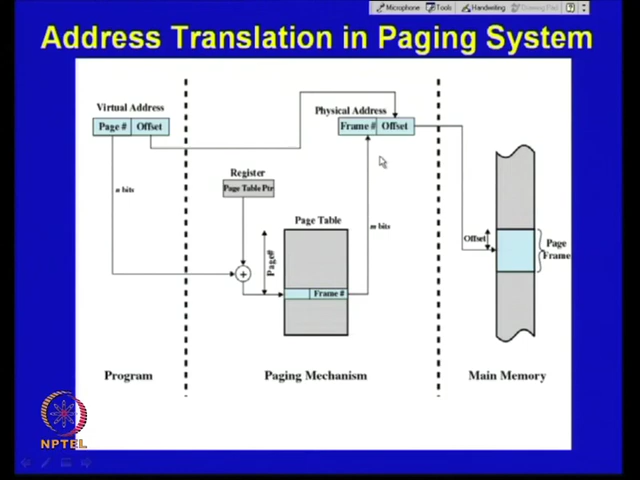 Microphone Tools Handwriting Drawing Pad
Address Translation in Paging System
Virtual Address
Page # Offset
Physical Address
Frame # Offset
n bits
Register
Page Table Ptr
Page Table
Page#
m bits
+
Frame #
Offset
Page
Frame
Program
Paging Mechanism
Main Memory
NPTEL